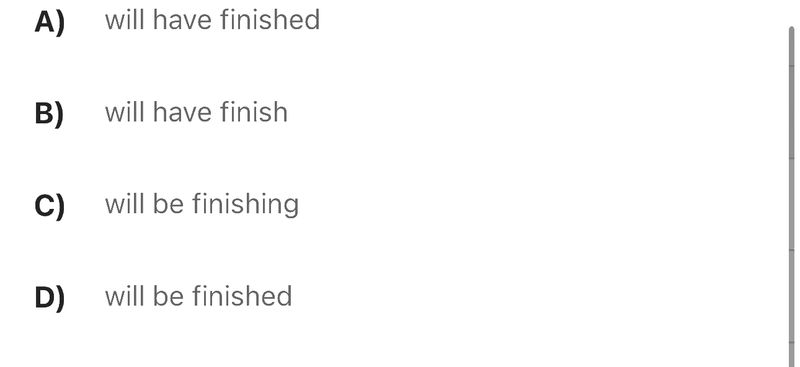 A) will have finished
B) will have finish
C) will be finishing
D) will be finished